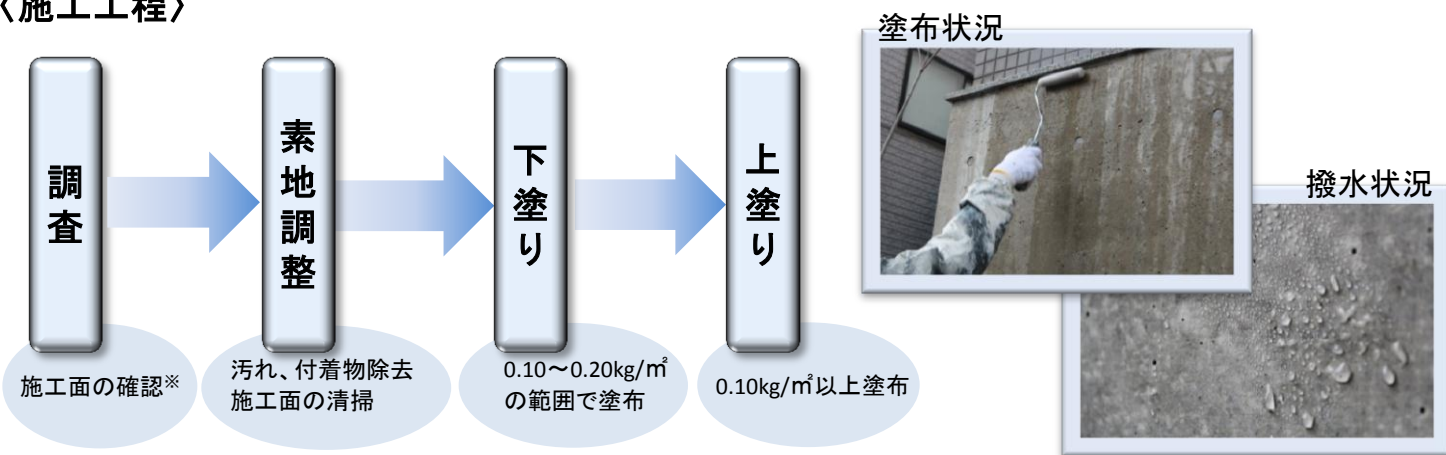 〈施工工程〉
調査
素地調整
下塗り
上塗り
施工面の確認※
汚れ、付着物除去
施工面の清掃
0.10～0.20kg/㎡
の範囲で塗布
0.10kg/㎡以上塗布
塗布状況
撥水状況